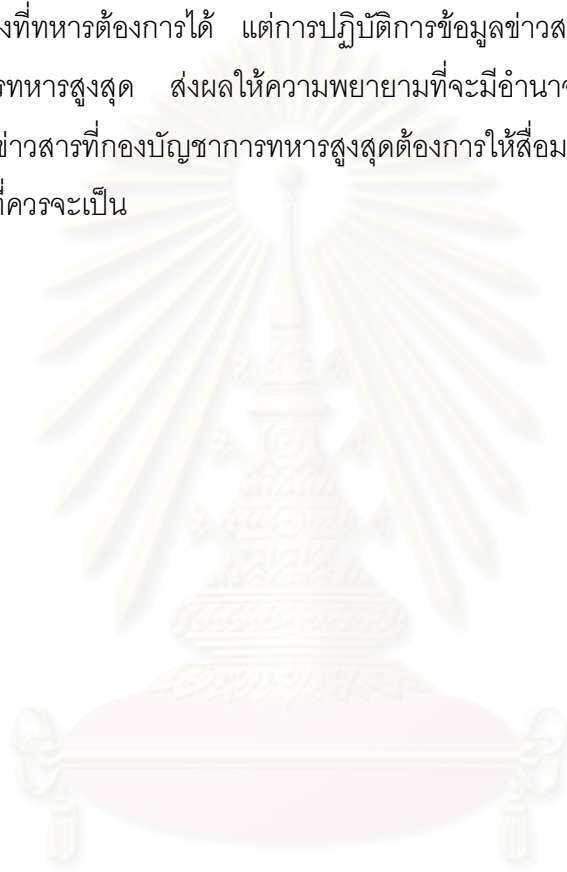 งที่ทหารต้องการได้ แต่การปฏิบัติการข้อมูลข่าวส
รทหารสูงสุด ส่งผลให้ความพยายามที่จะมีอำนาจ
ข่าวสารที่กองบัญชาการทหารสูงสุดต้องการให้สื่อม
ที่ควรจะเป็น